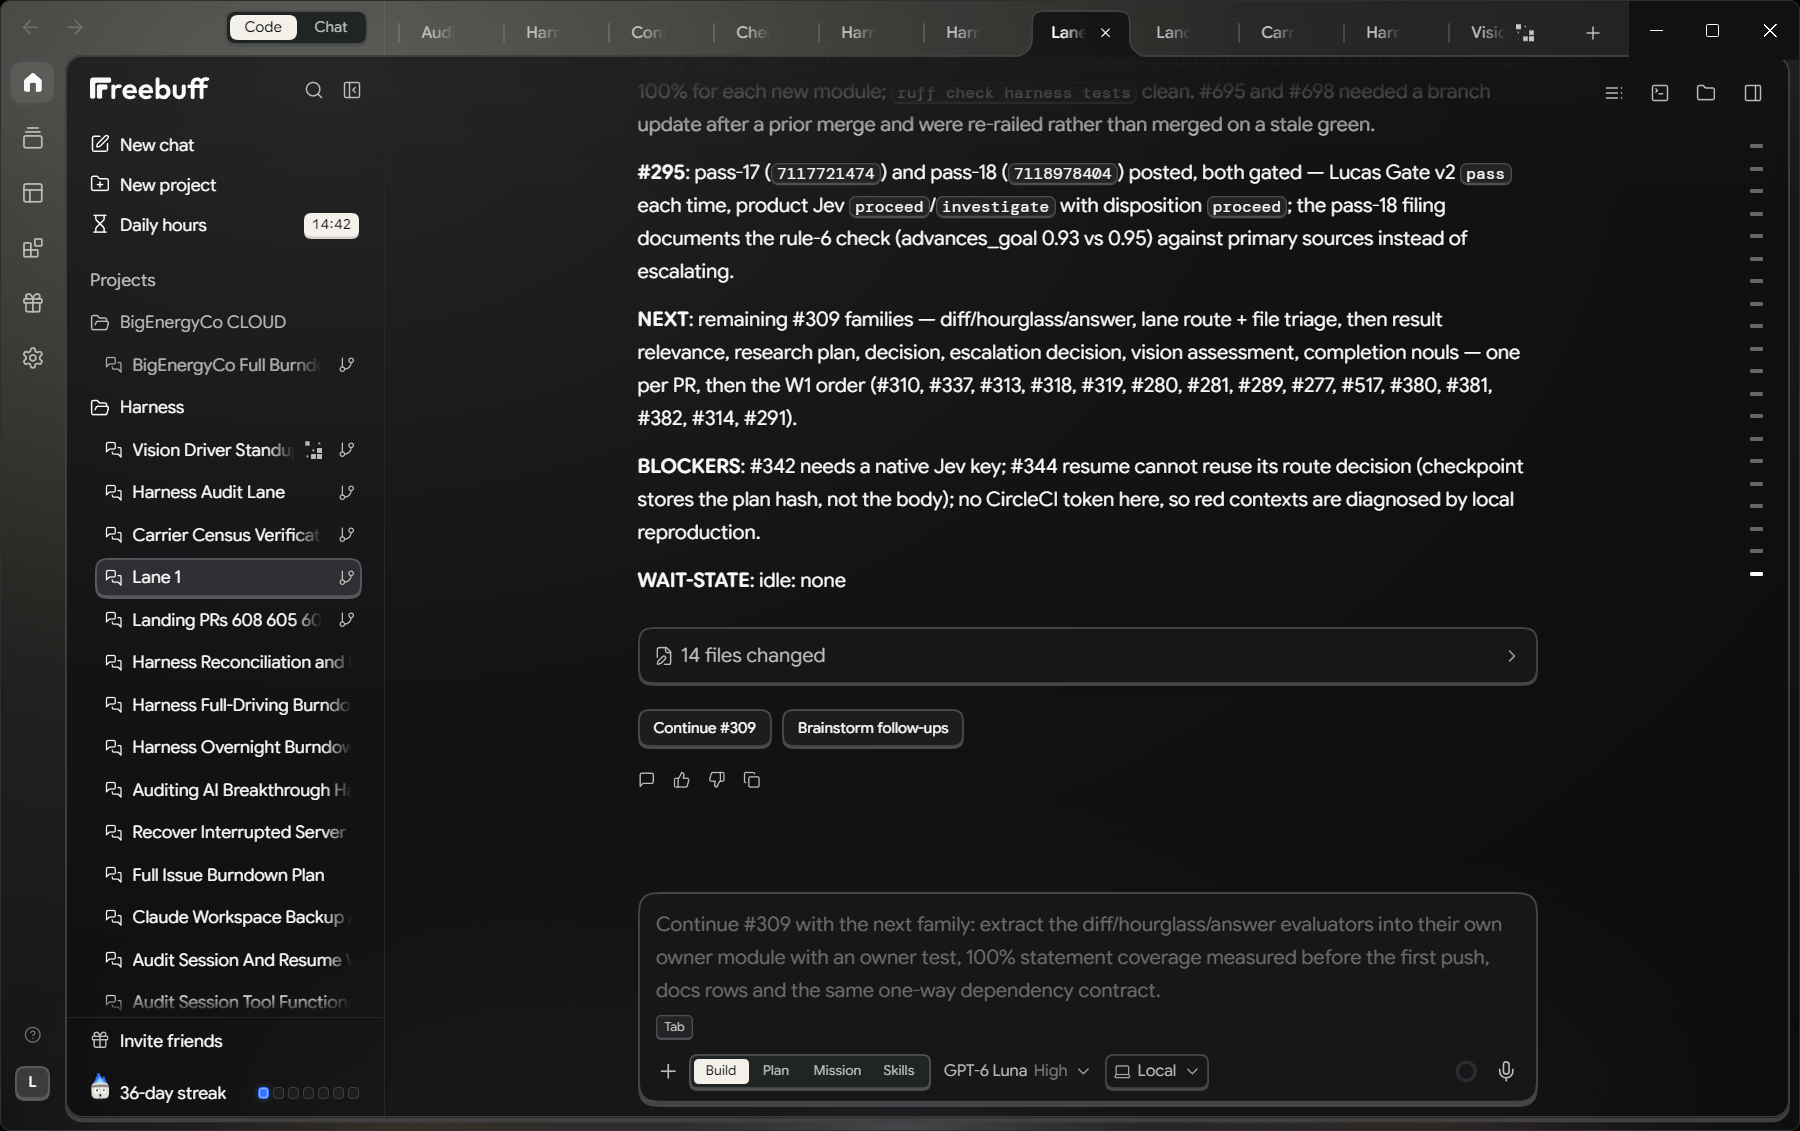 Code
Chat
Audi
Harr
Cont
Che
Harr
Harr
Lane
Lanc
Carr
Harr
Visic
Freebuff
New chat
New project
Daily hours
14:42
Projects
BigEnergyCo CLOUD
BigEnergyCo Full Burndo
Harness
Vision Driver Standu
Harness Audit Lane
Carrier Census Verificat
Lane 1
Landing PRs 608 605 60
Harness Reconciliation and
Harness Full-Driving Burndo
Harness Overnight Burndow
Auditing AI Breakthrough Ha
Recover Interrupted Server
Full Issue Burndown Plan
Claude Workspace Backup
Audit Session And Resume
Audit Session Tool Function
Invite friends
L
36-day streak
100% for each new module; ruff check harness tests clean. #695 and #698 needed a branch
update after a prior merge and were re-railed rather than merged on a stale green.
#295: pass-17 (7117721474) and pass-18 (7118978404) posted, both gated — Lucas Gate v2 pass
each time, product Jev proceed/investigate with disposition proceed; the pass-18 filing
documents the rule-6 check (advances_goal 0.93 vs 0.95) against primary sources instead of
escalating.
NEXT: remaining #309 families — diff/hourglass/answer, lane route + file triage, then result
relevance, research plan, decision, escalation decision, vision assessment, completion nouls — one
per PR, then the W1 order (#310, #337, #313, #318, #319, #280, #281, #289, #277, #517, #380, #381,
#382, #314, #291).
BLOCKERS: #342 needs a native Jev key; #344 resume cannot reuse its route decision (checkpoint
stores the plan hash, not the body); no CircleCI token here, so red contexts are diagnosed by local
reproduction.
WAIT-STATE: idle: none
14 files changed
Continue #309
Brainstorm follow-ups
Continue #309 with the next family: extract the diff/hourglass/answer evaluators into their own
owner module with an owner test, 100% statement coverage measured before the first push,
docs rows and the same one-way dependency contract.
Tab
Build
Plan
Mission
Skills
GPT-6 Luna High
Local